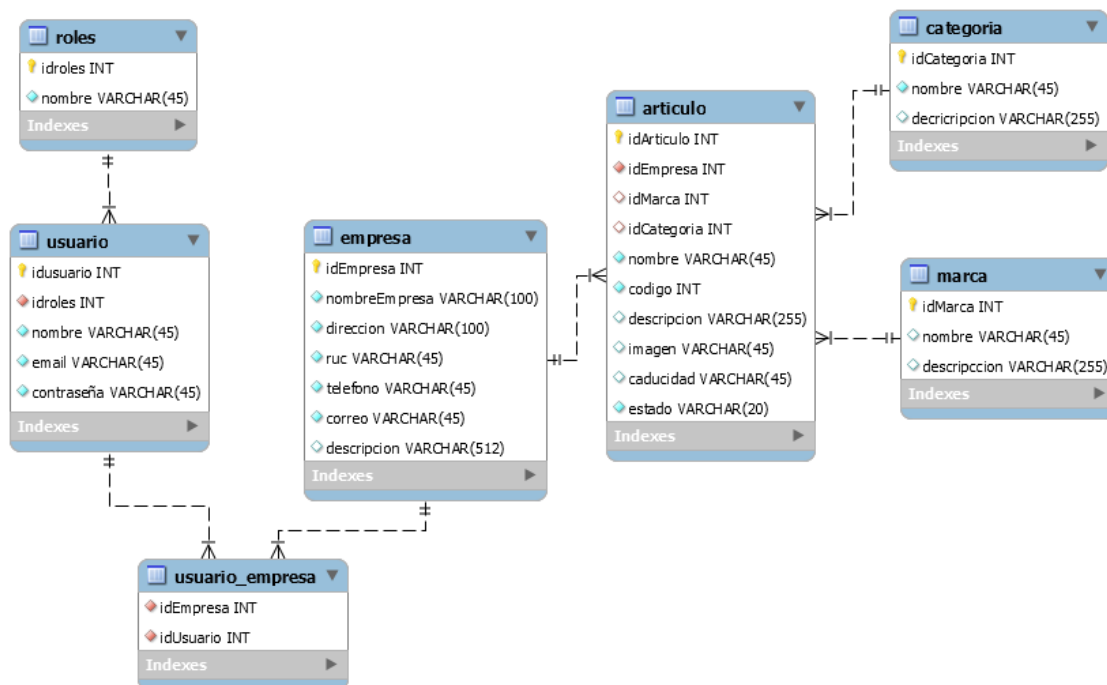 roles
idroles INT
nombre VARCHAR(45)
Indexes
usuario
idusuario INT
idroles INT
nombre VARCHAR(45)
email VARCHAR(45)
contraseña VARCHAR(45)
Indexes
empresa
idEmpresa INT
nombreEmpresa VARCHAR(100)
direccion VARCHAR(100)
ruc VARCHAR(45)
telefono VARCHAR(45)
correo VARCHAR(45)
descripcion VARCHAR(512)
Indexes
usuario_empresa
idEmpresa INT
idUsuario INT
Indexes
articulo
idArticulo INT
idEmpresa INT
idMarca INT
idCategoria INT
nombre VARCHAR(45)
codigo INT
descripcion VARCHAR(255)
imagen VARCHAR(45)
caducidad VARCHAR(45)
estado VARCHAR(20)
Indexes
categoria
idCategoria INT
nombre VARCHAR(45)
decricripcion VARCHAR(255)
Indexes
marca
idMarca INT
nombre VARCHAR(45)
descripccion VARCHAR(255)
Indexes